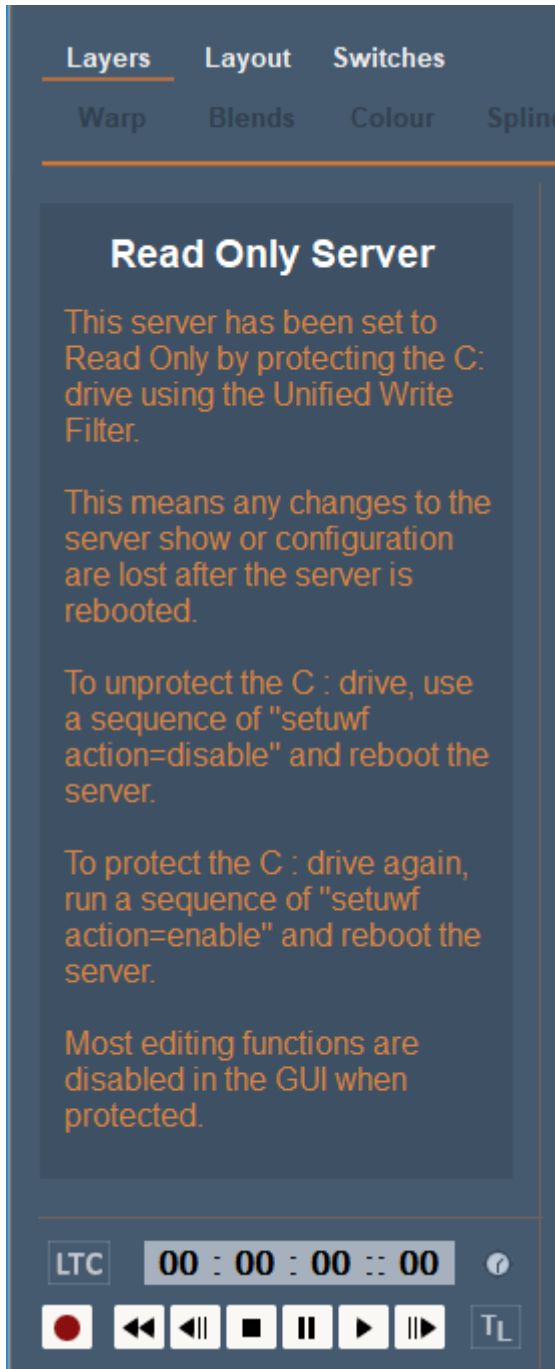 Layers Layout Switches
Warp Blends Colour
Read Only Server
This server has been set to
Read Only by protecting the C:
drive using the Unified Write
Filter.
This means any changes to the
server show or configuration
are lost after the server is
rebooted.
To unprotect the C : drive, use
a sequence of "setuwf
action=disable" and reboot the
server.
To protect the C : drive again,
run a sequence of "setuwf
action=enable" and reboot the
server.
Most editing functions are
disabled in the GUI when
protected.
LTC 00 : 00 : 00 :: 00
TL